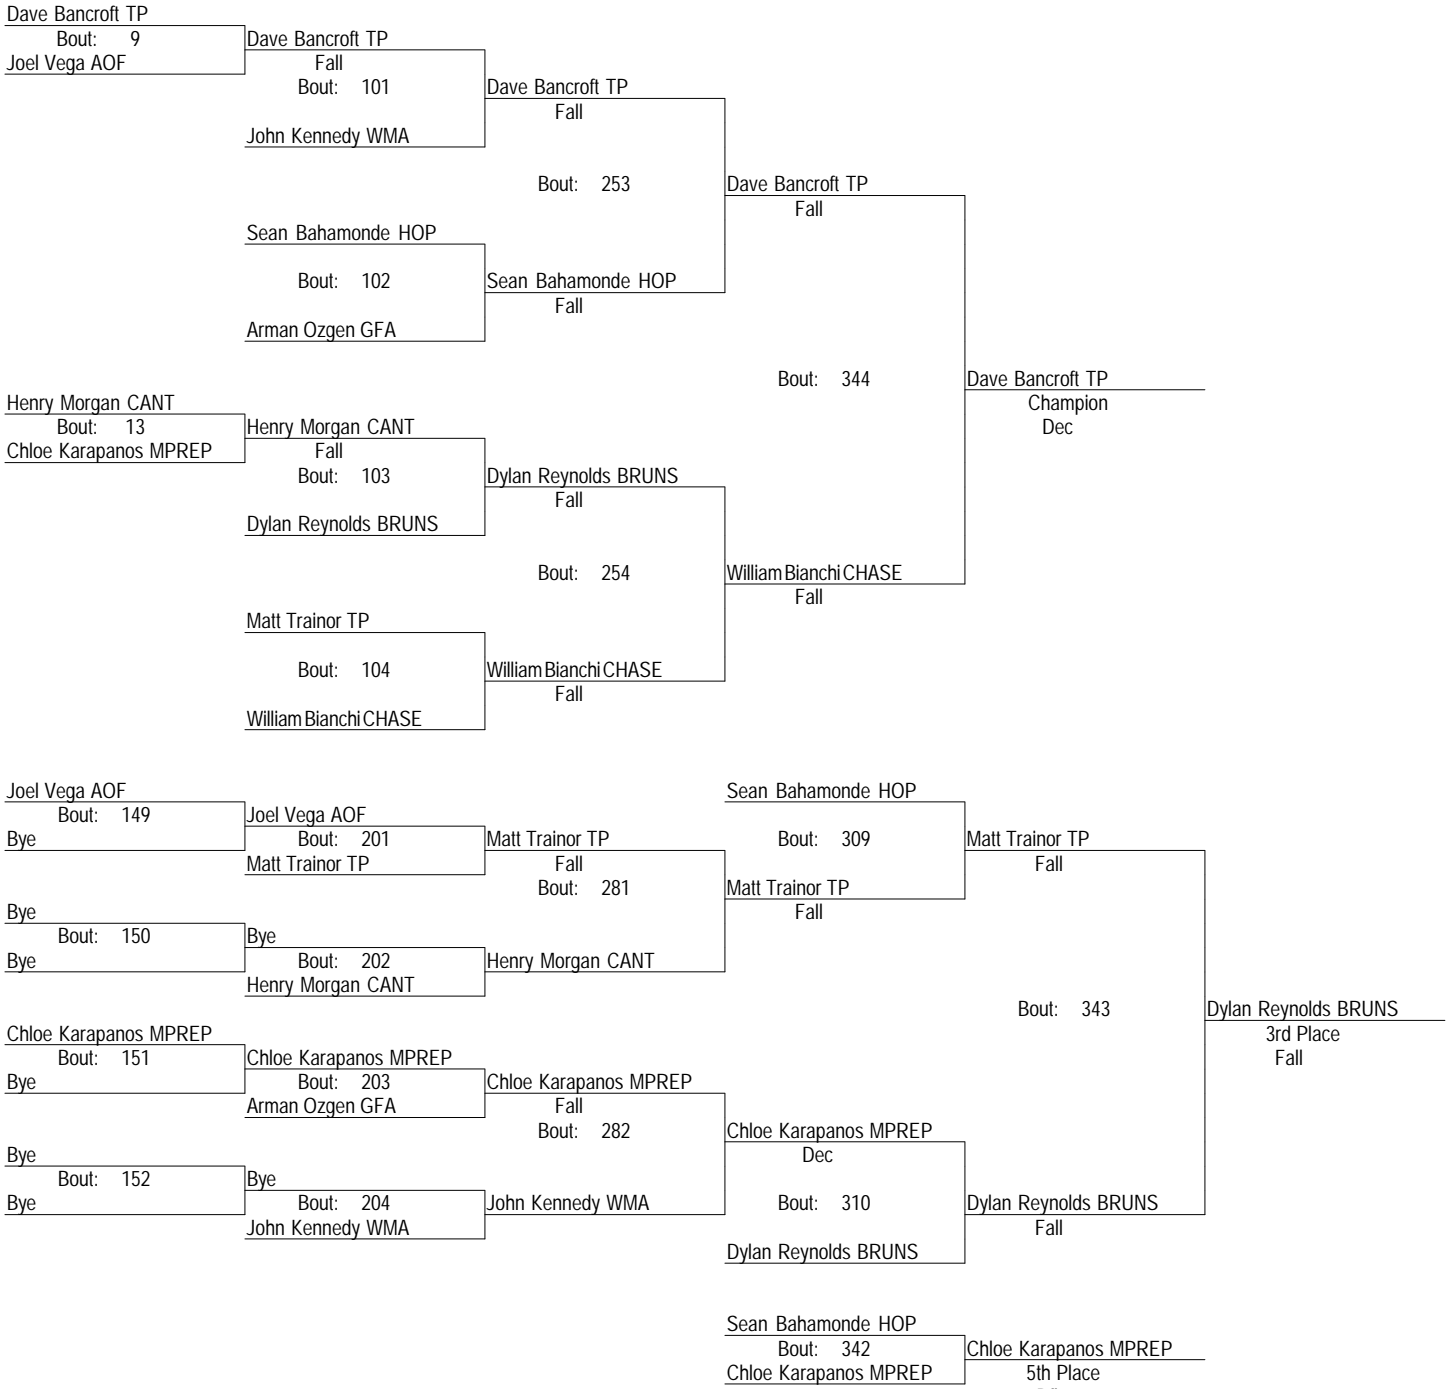 Dave Bancroft TP
Bout: 9
Joel Vega AOF
Dave Bancroft TP
Fall
Bout: 101
John Kennedy WMA
Dave Bancroft TP
Fall
Bout: 253
Sean Bahamonde HOP
Bout: 102
Arman Ozgen GFA
Sean Bahamonde HOP
Fall
Dave Bancroft TP
Fall
Bout: 344
Dave Bancroft TP
Champion
Dec
Henry Morgan CANT
Bout: 13
Chloe Karapanos MPREP
Henry Morgan CANT
Fall
Bout: 103
Dylan Reynolds BRUNS
Dylan Reynolds BRUNS
Fall
Bout: 254
Matt Trainor TP
Bout: 104
William Bianchi CHASE
William Bianchi CHASE
Fall
William Bianchi CHASE
Fall
Joel Vega AOF
Bout: 149
Bye
Joel Vega AOF
Bout: 201
Matt Trainor TP
Matt Trainor TP
Fall
Bout: 281
Bye
Bout: 150
Bye
Bye
Bout: 202
Henry Morgan CANT
Henry Morgan CANT
Sean Bahamonde HOP
Bout: 309
Matt Trainor TP
Fall
Matt Trainor TP
Fall
Bout: 343
Dylan Reynolds BRUNS
3rd Place
Fall
Chloe Karapanos MPREP
Bout: 151
Bye
Chloe Karapanos MPREP
Bout: 203
Arman Ozgen GFA
Chloe Karapanos MPREP
Fall
Bout: 282
Bye
Bout: 152
Bye
Bye
Bout: 204
John Kennedy WMA
John Kennedy WMA
Chloe Karapanos MPREP
Dec
Bout: 310
Dylan Reynolds BRUNS
Dylan Reynolds BRUNS
Fall
Sean Bahamonde HOP
Bout: 342
Chloe Karapanos MPREP
Chloe Karapanos MPREP
5th Place